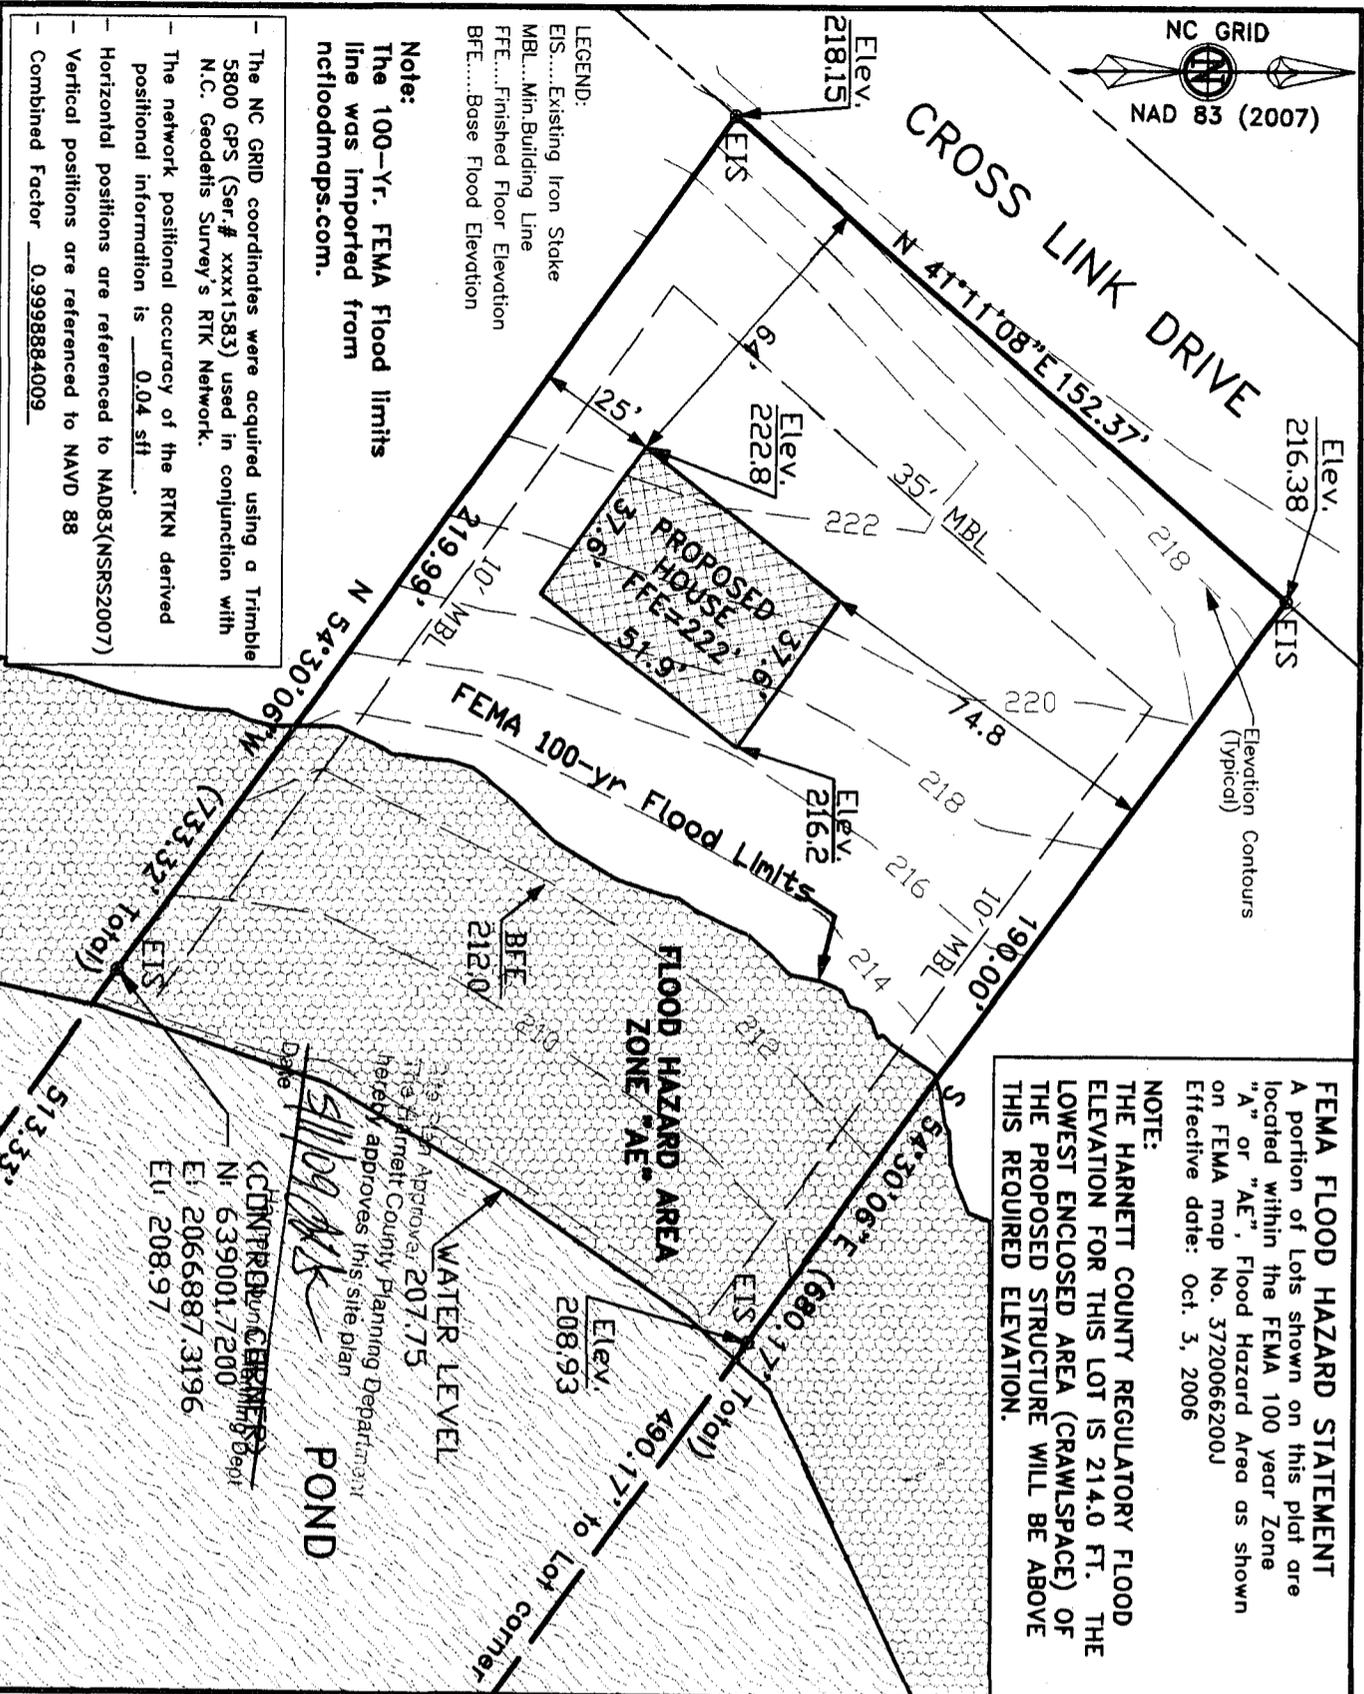 NC GRID
NAD 83 (2007)
CROSS LINK DRIVE
Elev.
218.15
EIS
N 41°11'08"E 152.37'
Elev.
216.38
EIS
LEGEND:
EIS.....Existing Iron Stake
MBL...Min.Building Line
FFE....Finished Floor Elevation
BFE....Base Flood Elevation
Note:
The 100-Yr. FEMA Flood limits
line was imported from
ncfloodmaps.com.
- The NC GRID coordinates were acquired using a Trimble
5800 GPS (Ser.# xxxx1583) used in conjunction with
N.C. Geodetis Survey's RTK Network.
- The network positional accuracy of the RTKN derived
positional information is 0.04 sft.
- Horizontal positions are referenced to NAD83(NSRS2007)
- Vertical positions are referenced to NAVD 88
- Combined Factor 0.999884009
64'
25'
Elev.
222.8
35' MBL
222
218
Elevation Contours
(Typical)
PROPOSED
HOUSE
FFE=222'
37.6'
37.6'
51.9'
74.8
220
218
216
214
212
210
Elev.
216.2
10' MBL
10' MBL
219.99'
N 54°30'06"W
(733.32' Total)
190.00'
S 54°30'06"E (680.17' Total)
FEMA 100-yr Flood Limits
BFE
212.0
FLOOD HAZARD AREA
ZONE "AE"
EIS
EIS
Elev.
208.93
WATER LEVEL
207.75
hereby approves this site plan
Date
(CONTROL CORNER)
N: 639001.7200
E: 2066887.3196
El: 208.97
POND
513.33'
490.17' to Lot corner
FEMA FLOOD HAZARD STATEMENT
A portion of Lots shown on this plat are
located within the FEMA 100 year Zone
"A" or "AE", Flood Hazard Area as shown
on FEMA map No. 3720066200J
Effective date: Oct. 3, 2006
NOTE:
THE HARNETT COUNTY REGULATORY FLOOD
ELEVATION FOR THIS LOT IS 214.0 FT. THE
LOWEST ENCLOSED AREA (CRAWLSPACE) OF
THE PROPOSED STRUCTURE WILL BE ABOVE
THIS REQUIRED ELEVATION.